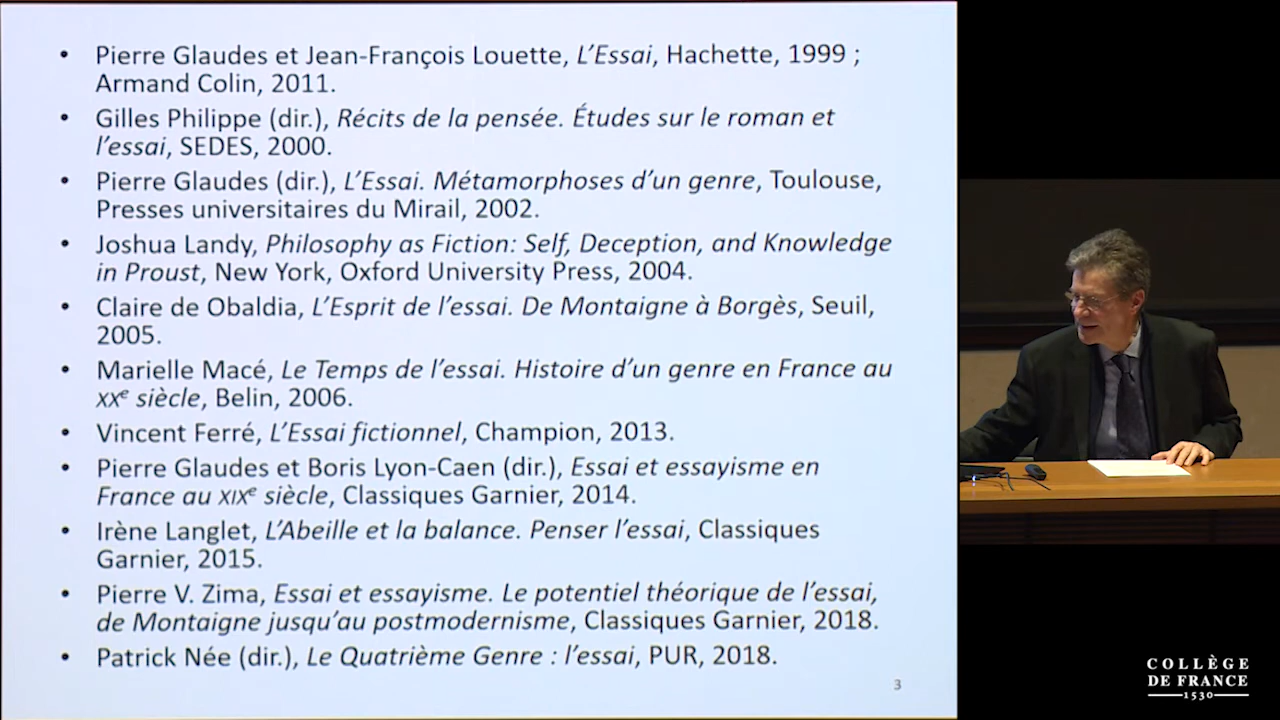 • Pierre Glaudes et Jean-François Louette, L’Essai, Hachette, 1999 ;
Armand Colin, 2011.
• Gilles Philippe (dir.), Récits de la pensée. Études sur le roman et
l’essai, SEDES, 2000.
• Pierre Glaudes (dir.), L’Essai. Métamorphoses d’un genre, Toulouse,
Presses universitaires du Mirail, 2002.
• Joshua Landy, Philosophy as Fiction: Self, Deception, and Knowledge
in Proust, New York, Oxford University Press, 2004.
• Claire de Obaldia, L’Esprit de l’essai. De Montaigne à Borgès, Seuil,
2005.
• Marielle Macé, Le Temps de l’essai. Histoire d’un genre en France au
XXe siècle, Belin, 2006.
• Vincent Ferré, L’Essai fictionnel, Champion, 2013.
• Pierre Glaudes et Boris Lyon-Caen (dir.), Essai et essayisme en
France au XIXe siècle, Classiques Garnier, 2014.
• Irène Langlet, L’Abeille et la balance. Penser l’essai, Classiques
Garnier, 2015.
• Pierre V. Zima, Essai et essayisme. Le potentiel théorique de l’essai,
de Montaigne jusqu’au postmodernisme, Classiques Garnier, 2018.
• Patrick Née (dir.), Le Quatrième Genre : l’essai, PUR, 2018.
3
COLLÈGE
DE FRANCE
1530